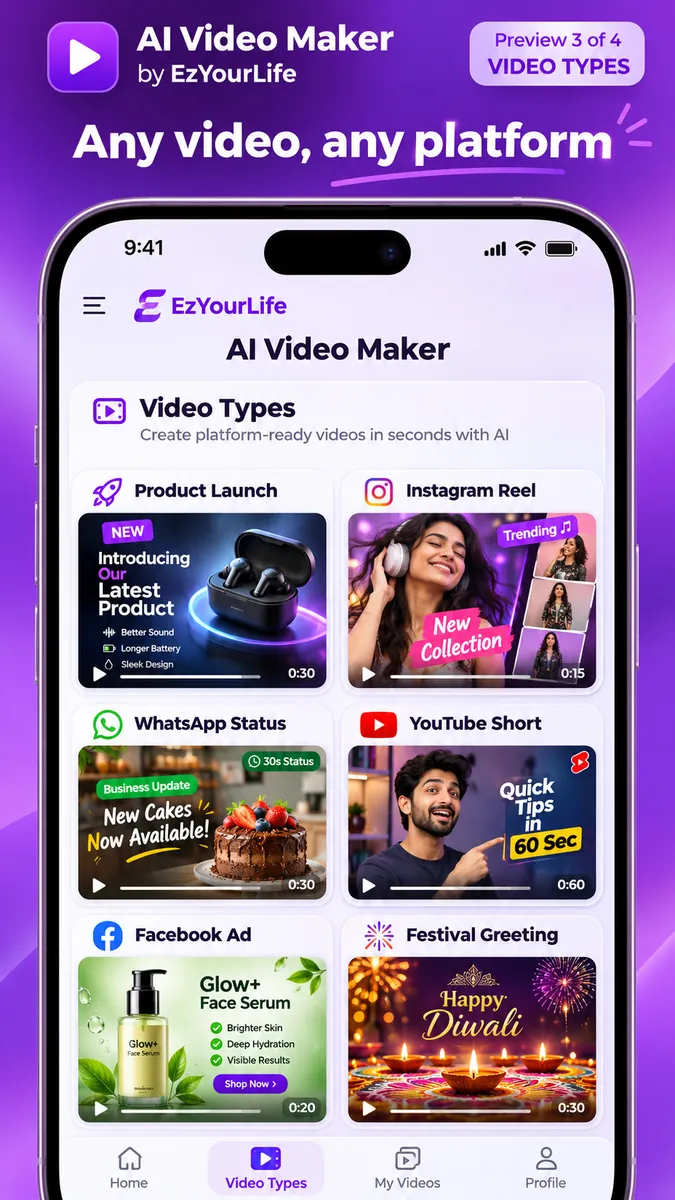 AI Video Maker
by EzYourLife
Preview 3 of 4
VIDEO TYPES
Any video, any platform
9:41
EzYourLife
AI Video Maker
Video Types
Create platform-ready videos in seconds with AI
Product Launch
NEW
Introducing
Our
Latest
Product
Better Sound
Longer Battery
Sleek Design
0:30
Instagram Reel
Trending
New
Collection
0:15
WhatsApp Status
30s Status
Business Update
New Cakes
Now Available!
0:30
YouTube Short
Quick
Tips
in
60 Sec
0:60
Facebook Ad
Glow+
Face Serum
Glow+
Face Serum
Brighter Skin
Deep Hydration
Visible Results
Shop Now >
0:20
Festival Greeting
Happy
Diwali
0:30
Home
Video Types
My Videos
Profile